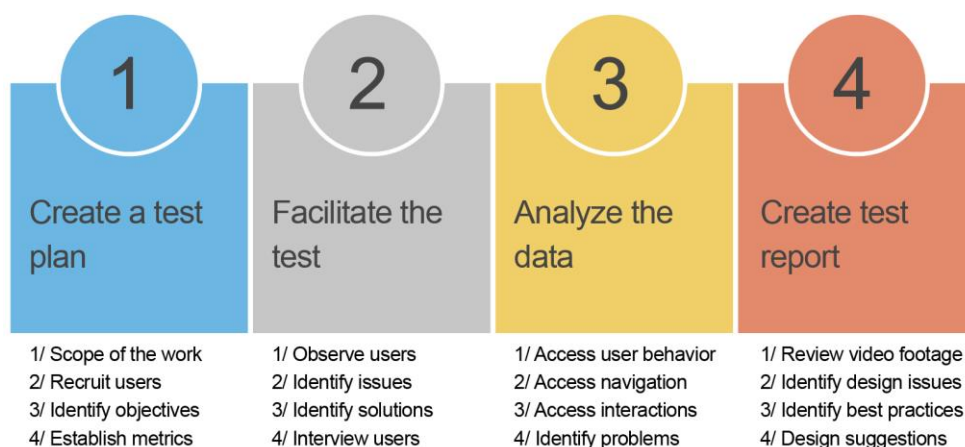 1
Create a test
plan
1/ Scope of the work
2/ Recruit users
3/ Identify objectives
4/ Establish metrics
2
Facilitate the
test
1/ Observe users
2/ Identify issues
3/ Identify solutions
4/ Interview users
3
Analyze the
data
1/ Access user behavior
2/ Access navigation
3/ Access interactions
4/ Identify problems
4
Create test
report
1/ Review video footage
2/ Identify design issues
3/ Identify best practices
4/ Design suggestions